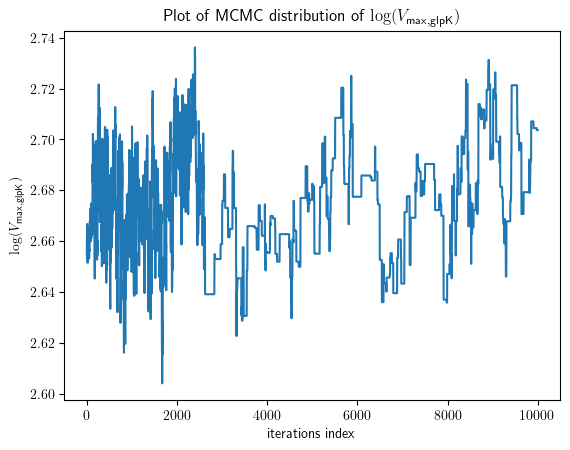 Plot of MCMC distribution of log(V_max,glpK)
2.74
2.72
2.70
2.68
2.66
2.64
2.62
2.60
log(V_max,glpK)
0 2000 4000 6000 8000 10000
iterations index